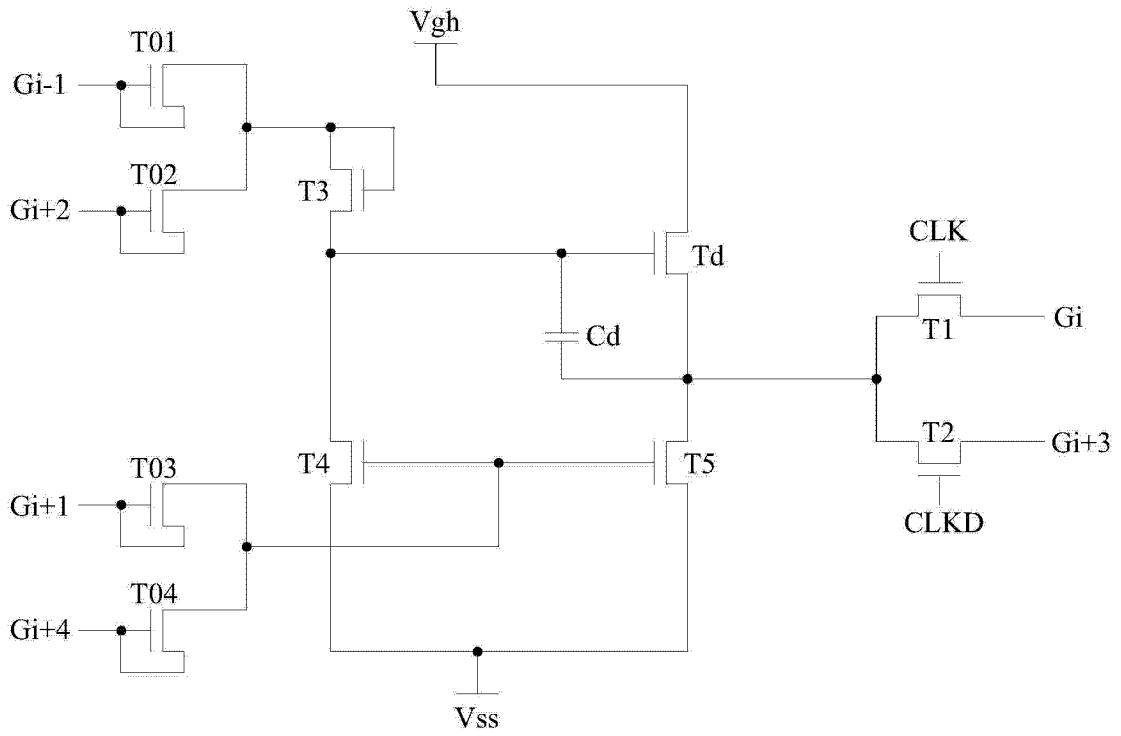 Vgh
T01
Gi-1
T02
Gi+2
T3
Td
CLK
T1
Gi
Cd
T2
Gi+3
CLKD
T4
T5
T03
Gi+1
T04
Gi+4
Vss